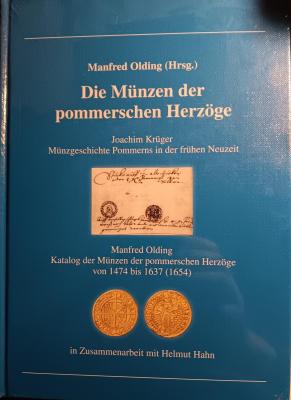 Manfred Olding (Hrsg.)
Die Münzen der
pommerschen Herzöge
Joachim Krüger
Münzgeschichte Pommerns in der frühen Neuzeit
Manfred Olding
Katalog der Münzen der pommerschen Herzöge
von 1474 bis 1637 (1654)
in Zusammenarbeit mit Helmut Hahn